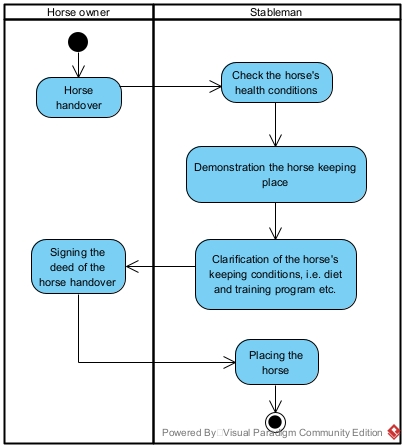 Horse owner
Stableman
Horse
handover
Check the horse's
health conditions
Demonstration the horse keeping
place
Clarification of the horse's
keeping conditions, i.e. diet
and training program etc.
Signing the
deed of the
horse handover
Placing the
horse
Powered By Visual Paradigm Community Edition